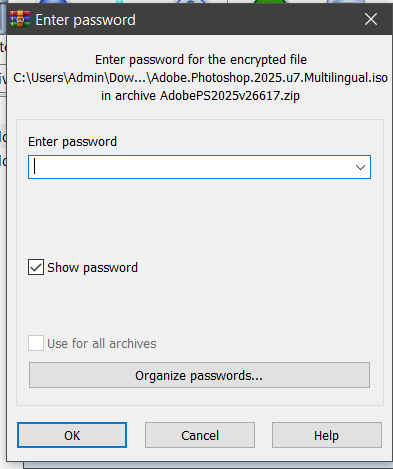 Enter password
Enter password for the encrypted file
C:\Users\Admin\Dow...\Adobe.Photoshop.2025.u7.Multilingual.iso
in archive AdobePS2025v26617.zip
Enter password
Show password
Use for all archives
Organize passwords...
OK Cancel Help